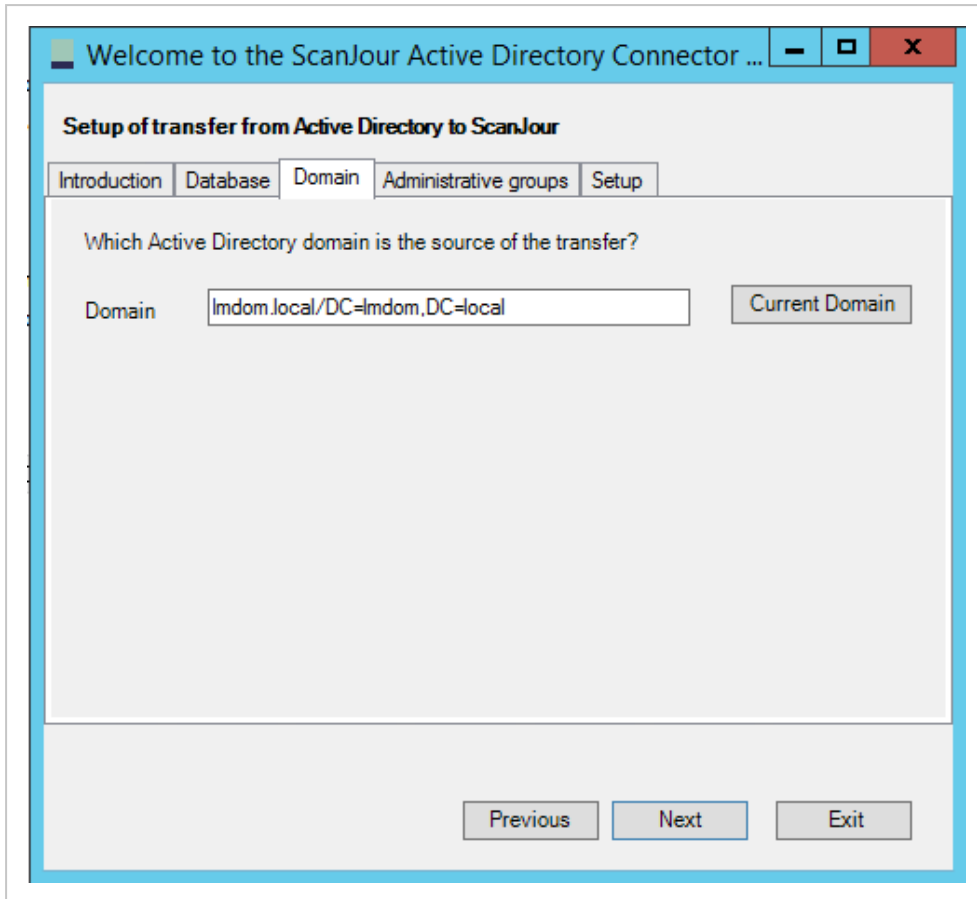 Welcome to the ScanJour Active Directory Connector ...
Setup of transfer from Active Directory to ScanJour
Introduction Database Domain Administrative groups Setup
Which Active Directory domain is the source of the transfer?
Domain lmdom.local/DC=lmdom,DC=local Current Domain
Previous Next Exit